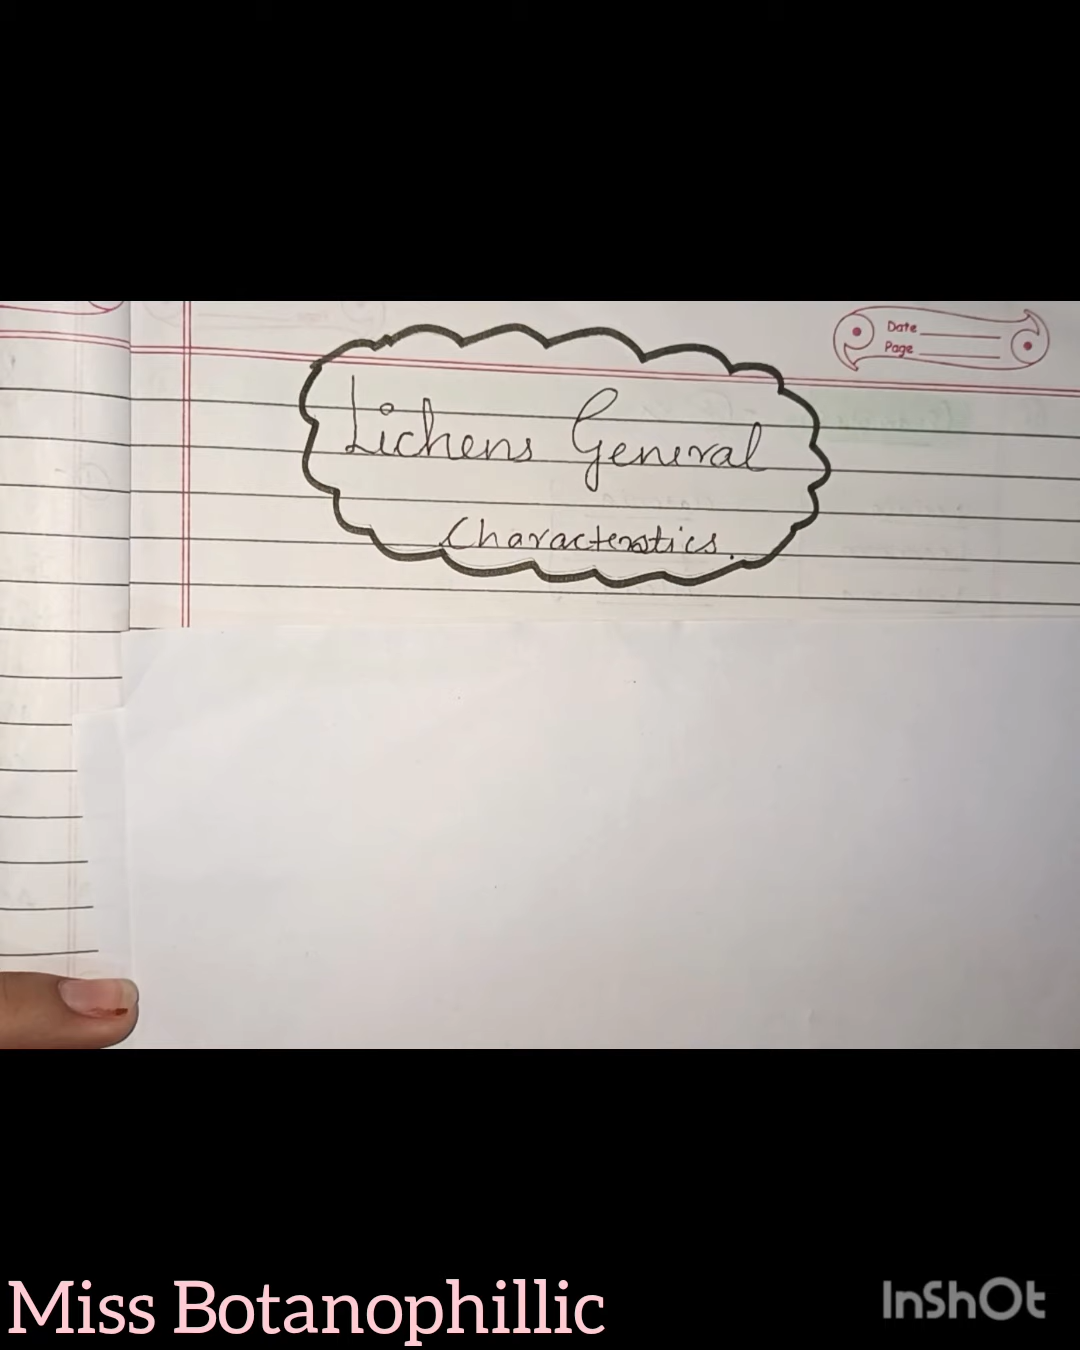 Date
Page
Lichens General
Characteristics.
Miss Botanophillic
InShOt